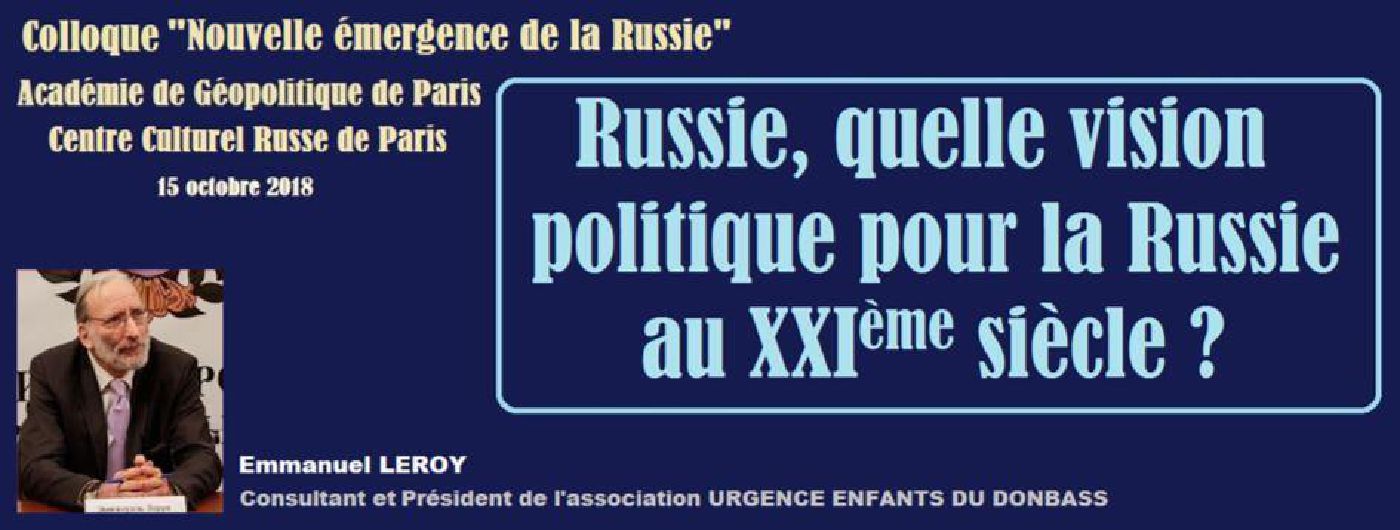 Colloque "Nouvelle émergence de la Russie"
Académie de Géopolitique de Paris
Centre Culturel Russe de Paris
15 octobre 2018
Russie, quelle vision
politique pour la Russie
au XXIème siècle ?
Emmanuel LEROY
Consultant et Président de l'association URGENCE ENFANTS DU DONBASS